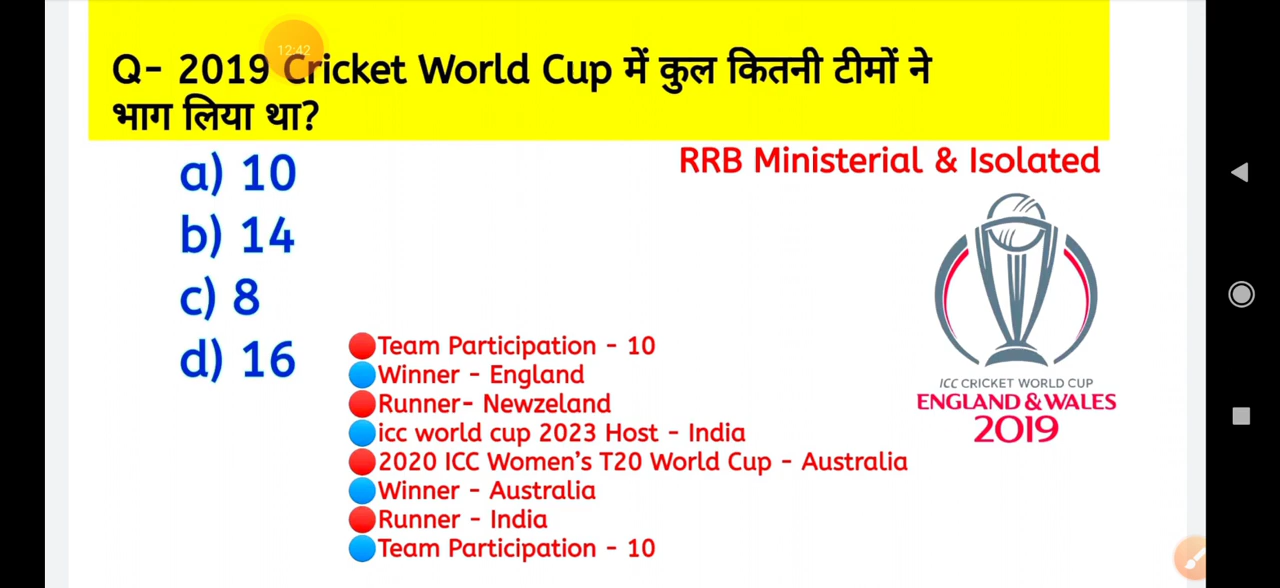 12:42
Q- 2019 Cricket World Cup में कुल कितनी टीमों ने
भाग लिया था?
RRB Ministerial & Isolated
a) 10
b) 14
c) 8
d) 16
Team Participation - 10
Winner - England
Runner- Newzeland
icc world cup 2023 Host - India
2020 ICC Women's T20 World Cup - Australia
Winner - Australia
Runner - India
Team Participation - 10
ICC CRICKET WORLD CUP
ENGLAND & WALES
2019